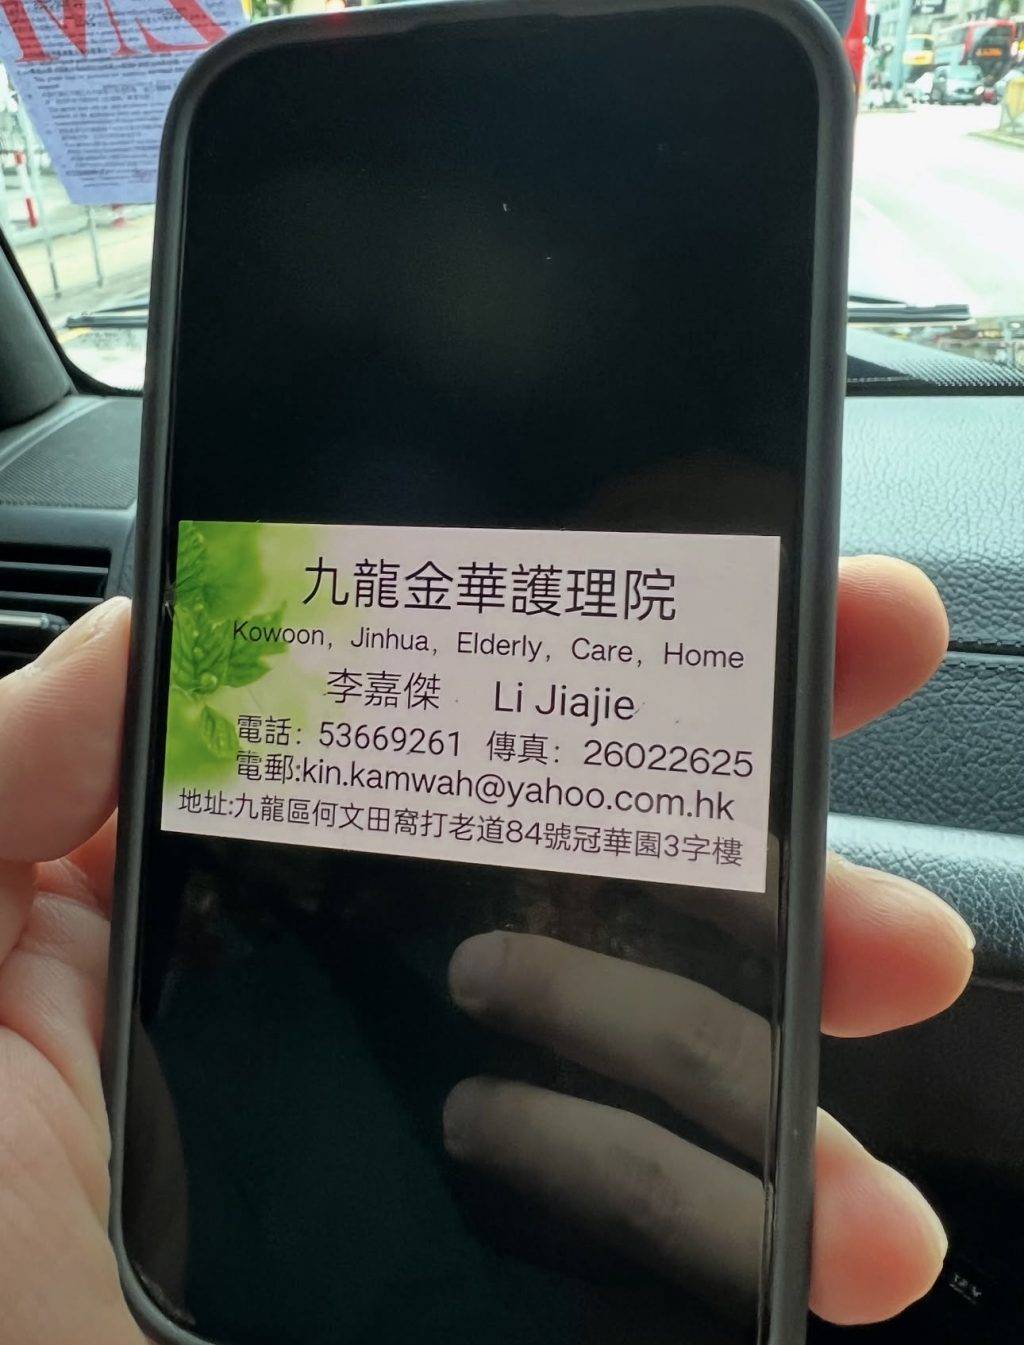 九龍金華護理院
Kowoon, Jinhua, Elderly, Care, Home
李嘉傑 Li Jiajie
電話: 53669261 傳真: 26022625
電郵:kin.kamwah@yahoo.com.hk
地址:九龍區何文田窩打老道84號冠華園3字樓